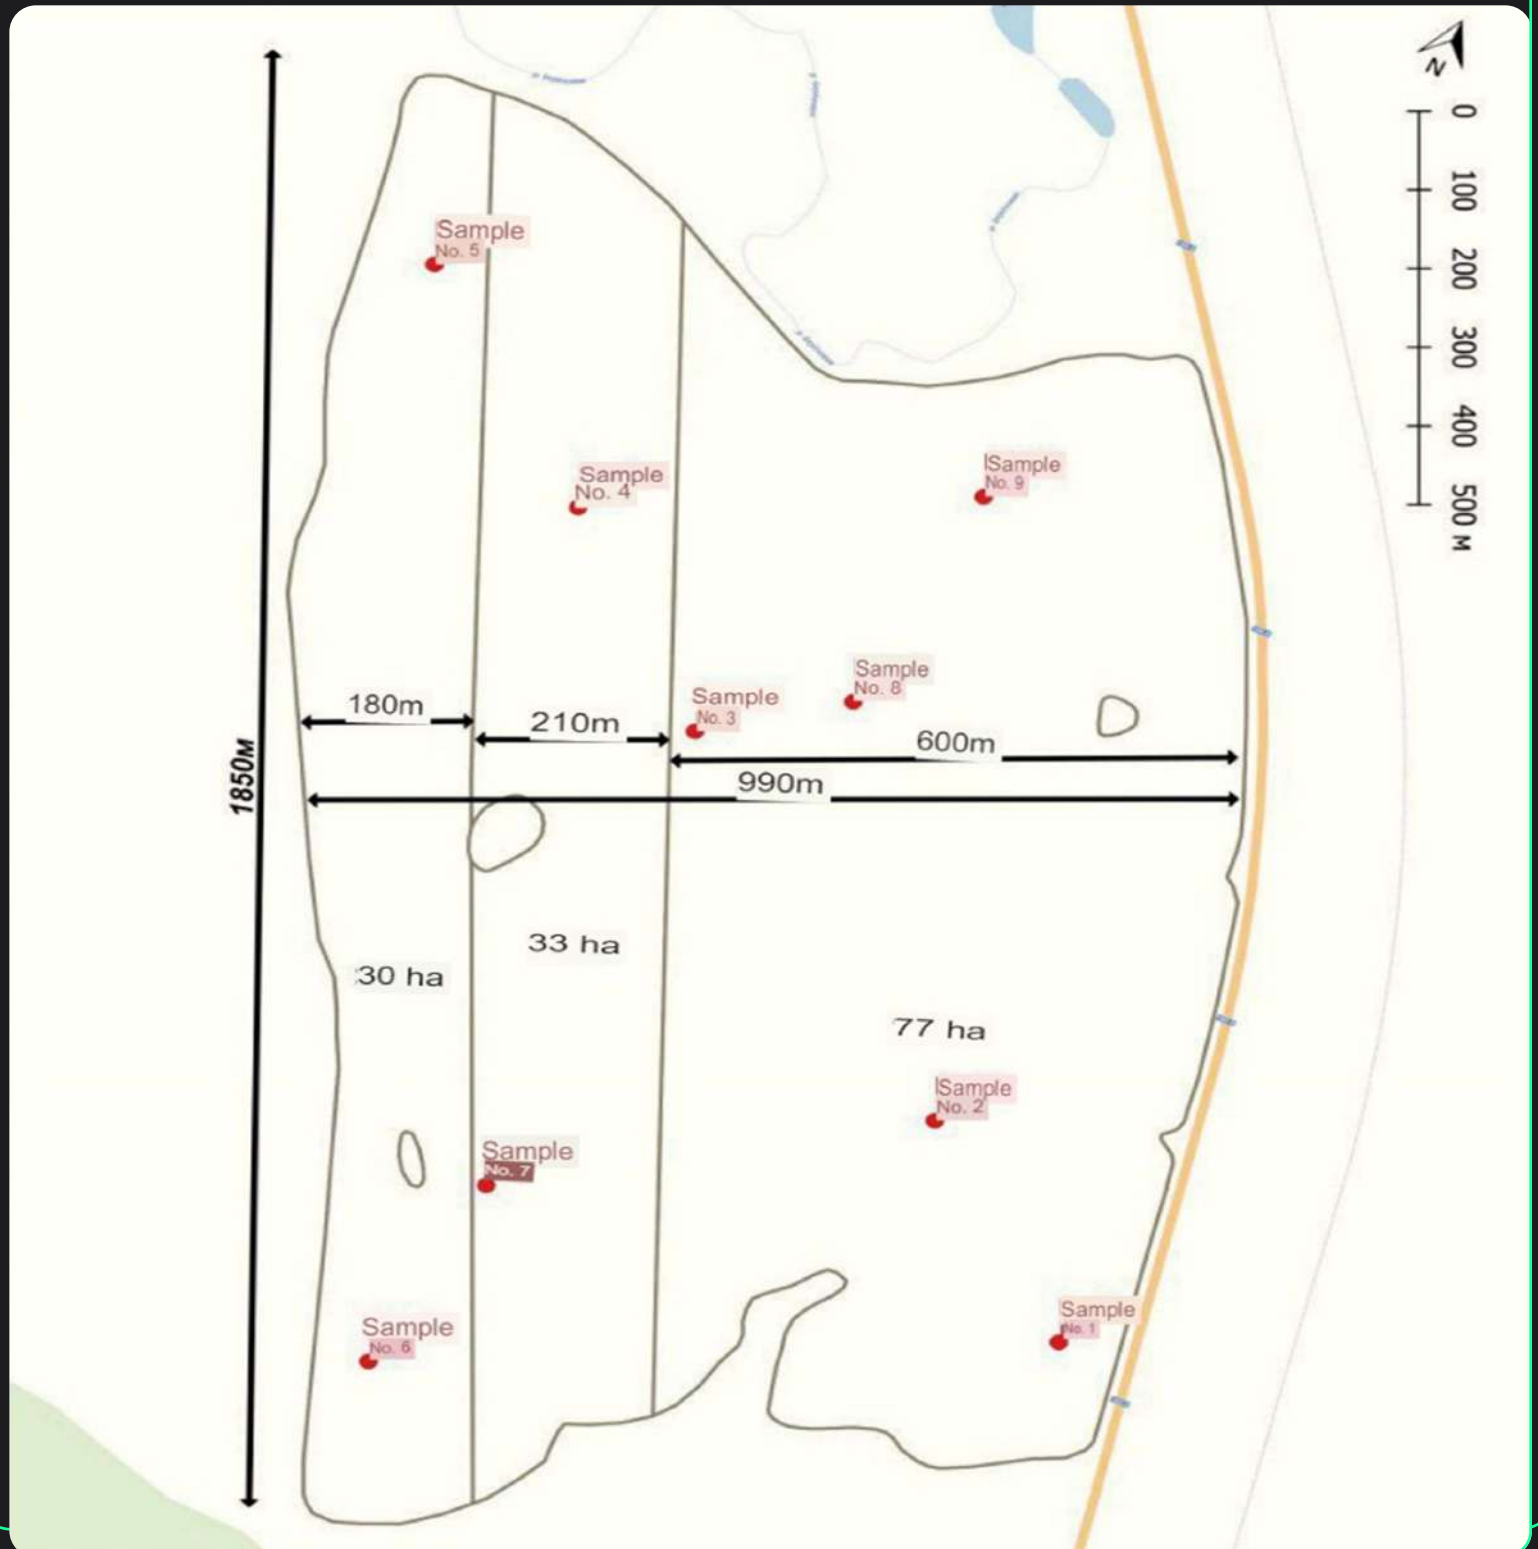 N
0
100
200
300
400
500 м
Sample
No. 5
Sample
No. 4
Sample
No. 9
Sample
No. 8
Sample
No. 3
180m
210m
600m
990m
1850м
33 ha
30 ha
77 ha
Sample
No. 2
Sample
No. 7
Sample
No. 1
Sample
No. 6